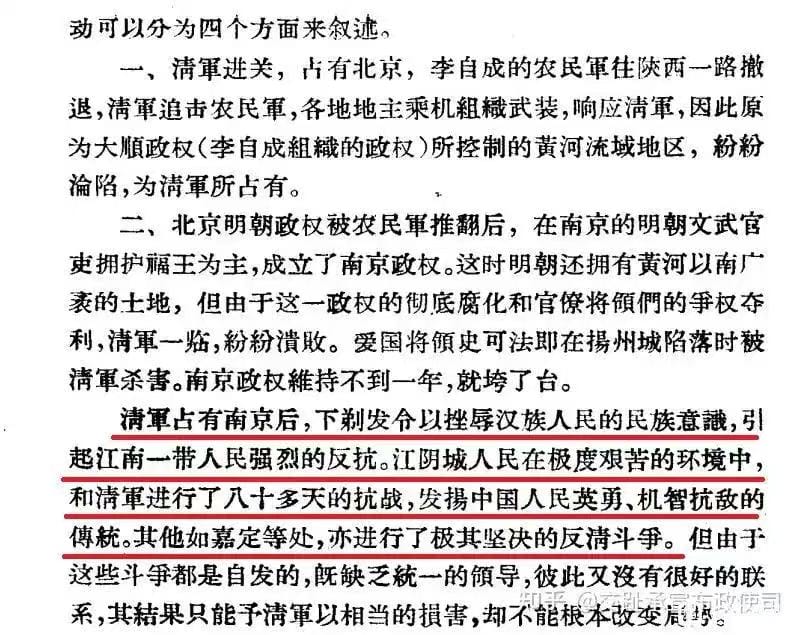 动可以分为四个方面来叙述。
一、清軍进关，占有北京，李自成的农民軍往陝西一路撤
退，清軍追击农民軍，各地地主乘机組織武装，响应清軍，因此原
为大順政权（李自成組織的政权）所控制的黃河流域地区，紛紛
淪陷，为清軍所占有。
二、北京明朝政权被农民軍推翻后，在南京的明朝文武官
吏拥护福王为主，成立了南京政权。这时明朝还拥有黃河以南广
袤的土地，但由于这一政权的彻底腐化和官僚将領們的爭权夺
利，清軍一临，紛紛潰敗。爱国将領史可法即在揚州城陷落时被
清軍杀害。南京政权維持不到一年，就垮了台。
清軍占有南京后，下剃发令以挫辱汉族人民的民族意識，引
起江南一带人民强烈的反抗。江阴城人民在极度艰苦的环境中，
和清軍进行了八十多天的抗战，发揚中国人民英勇、机智抗敌的
傳統。其他如嘉定等处，亦进行了极其坚决的反清斗爭。但由于
这些斗爭都是自发的，既缺乏統一的領导，彼此又沒有很好的联
系，其結果只能予清軍以相当的損害，却不能根本改变局势。
知乎 @交趾承宣布政使司